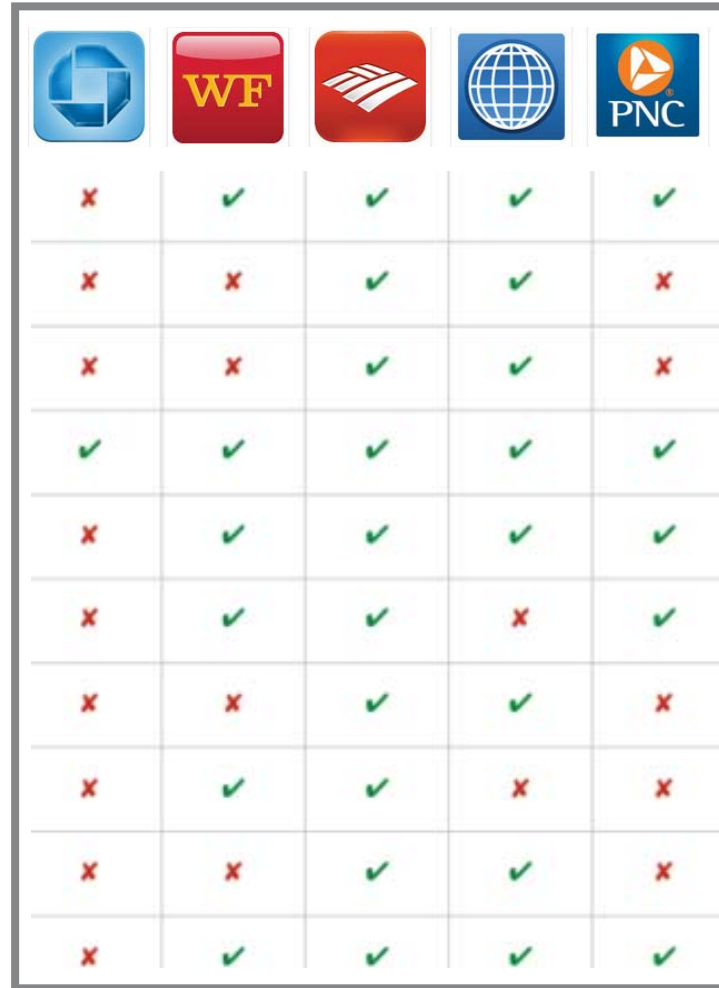 WF
PNC
✘ ✔ ✔ ✔ ✔
✘ ✘ ✔ ✔ ✘
✘ ✘ ✔ ✔ ✘
✔ ✔ ✔ ✔ ✔
✘ ✔ ✔ ✔ ✔
✘ ✔ ✔ ✘ ✔
✘ ✘ ✔ ✔ ✘
✘ ✔ ✔ ✘ ✘
✘ ✘ ✔ ✔ ✘
✘ ✔ ✔ ✔ ✔